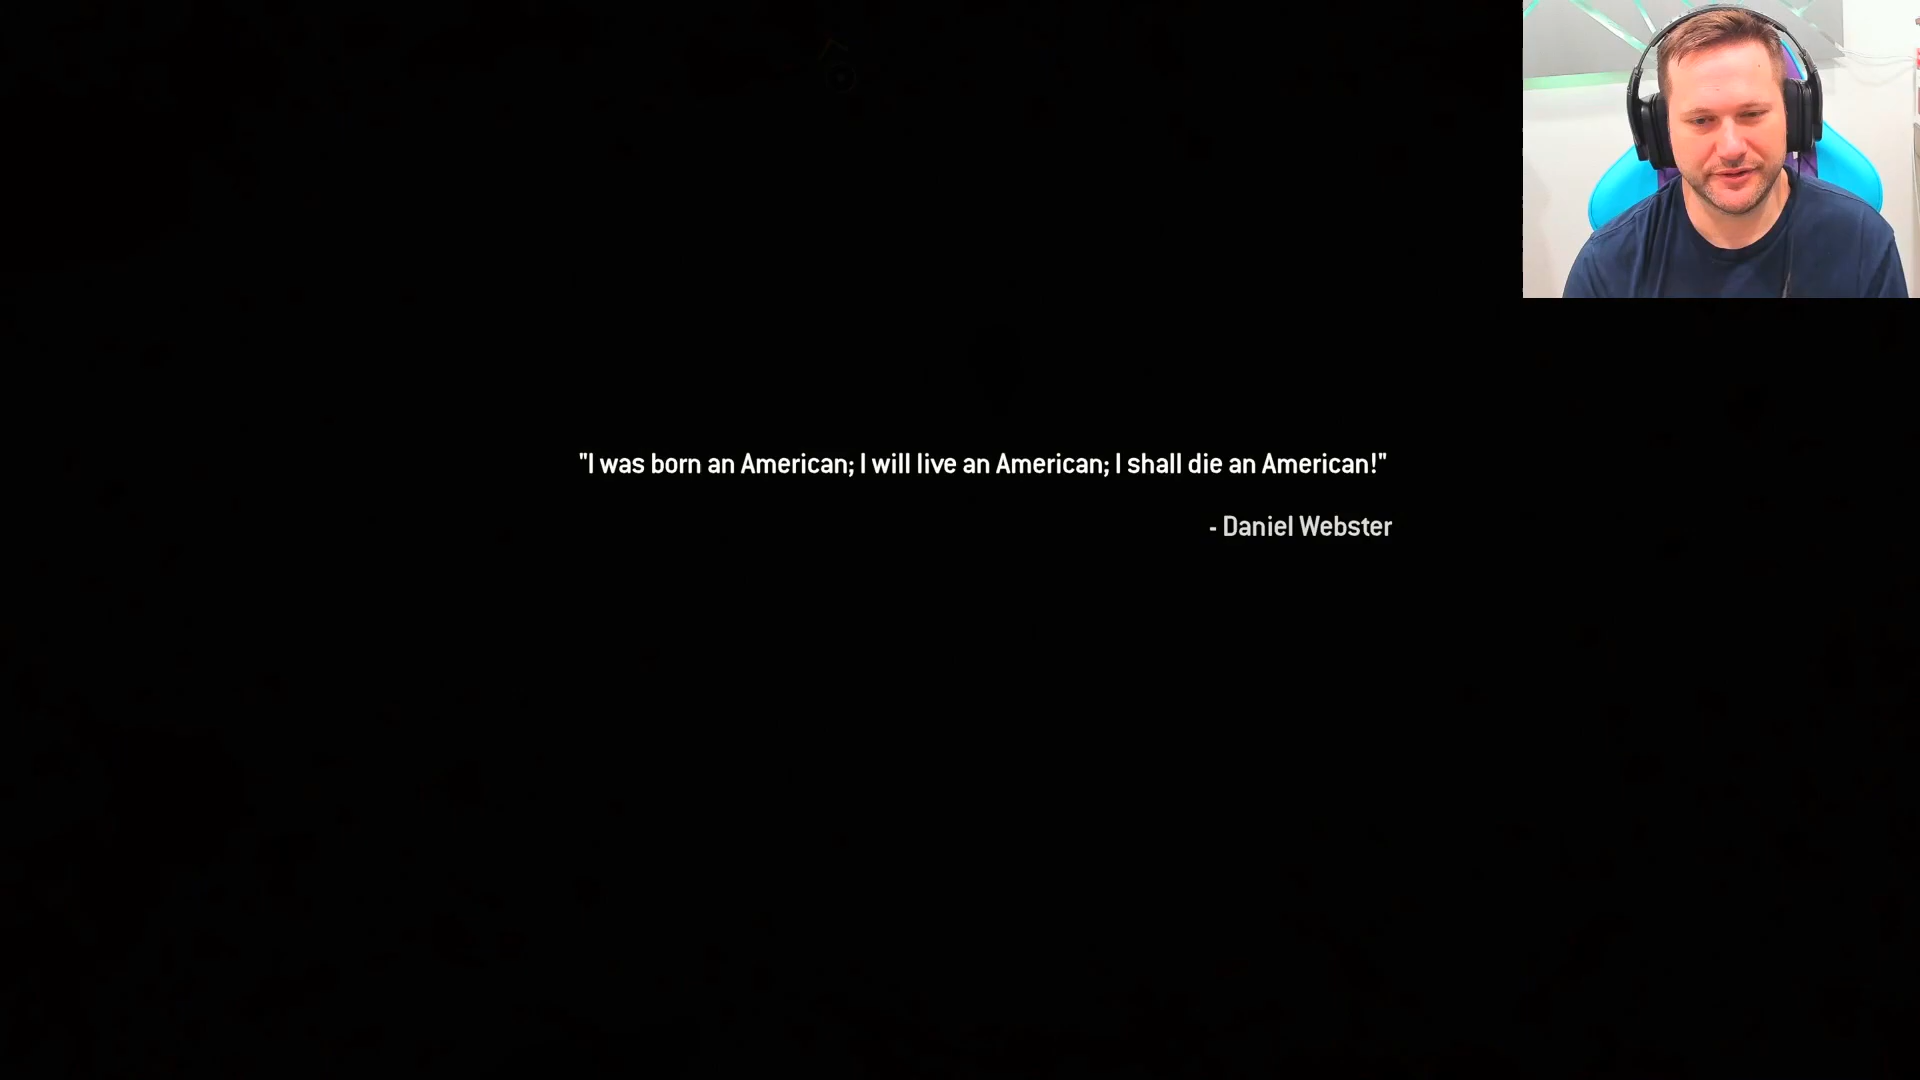 "I was born an American; I will live an American; I shall die an American!"
- Daniel Webster